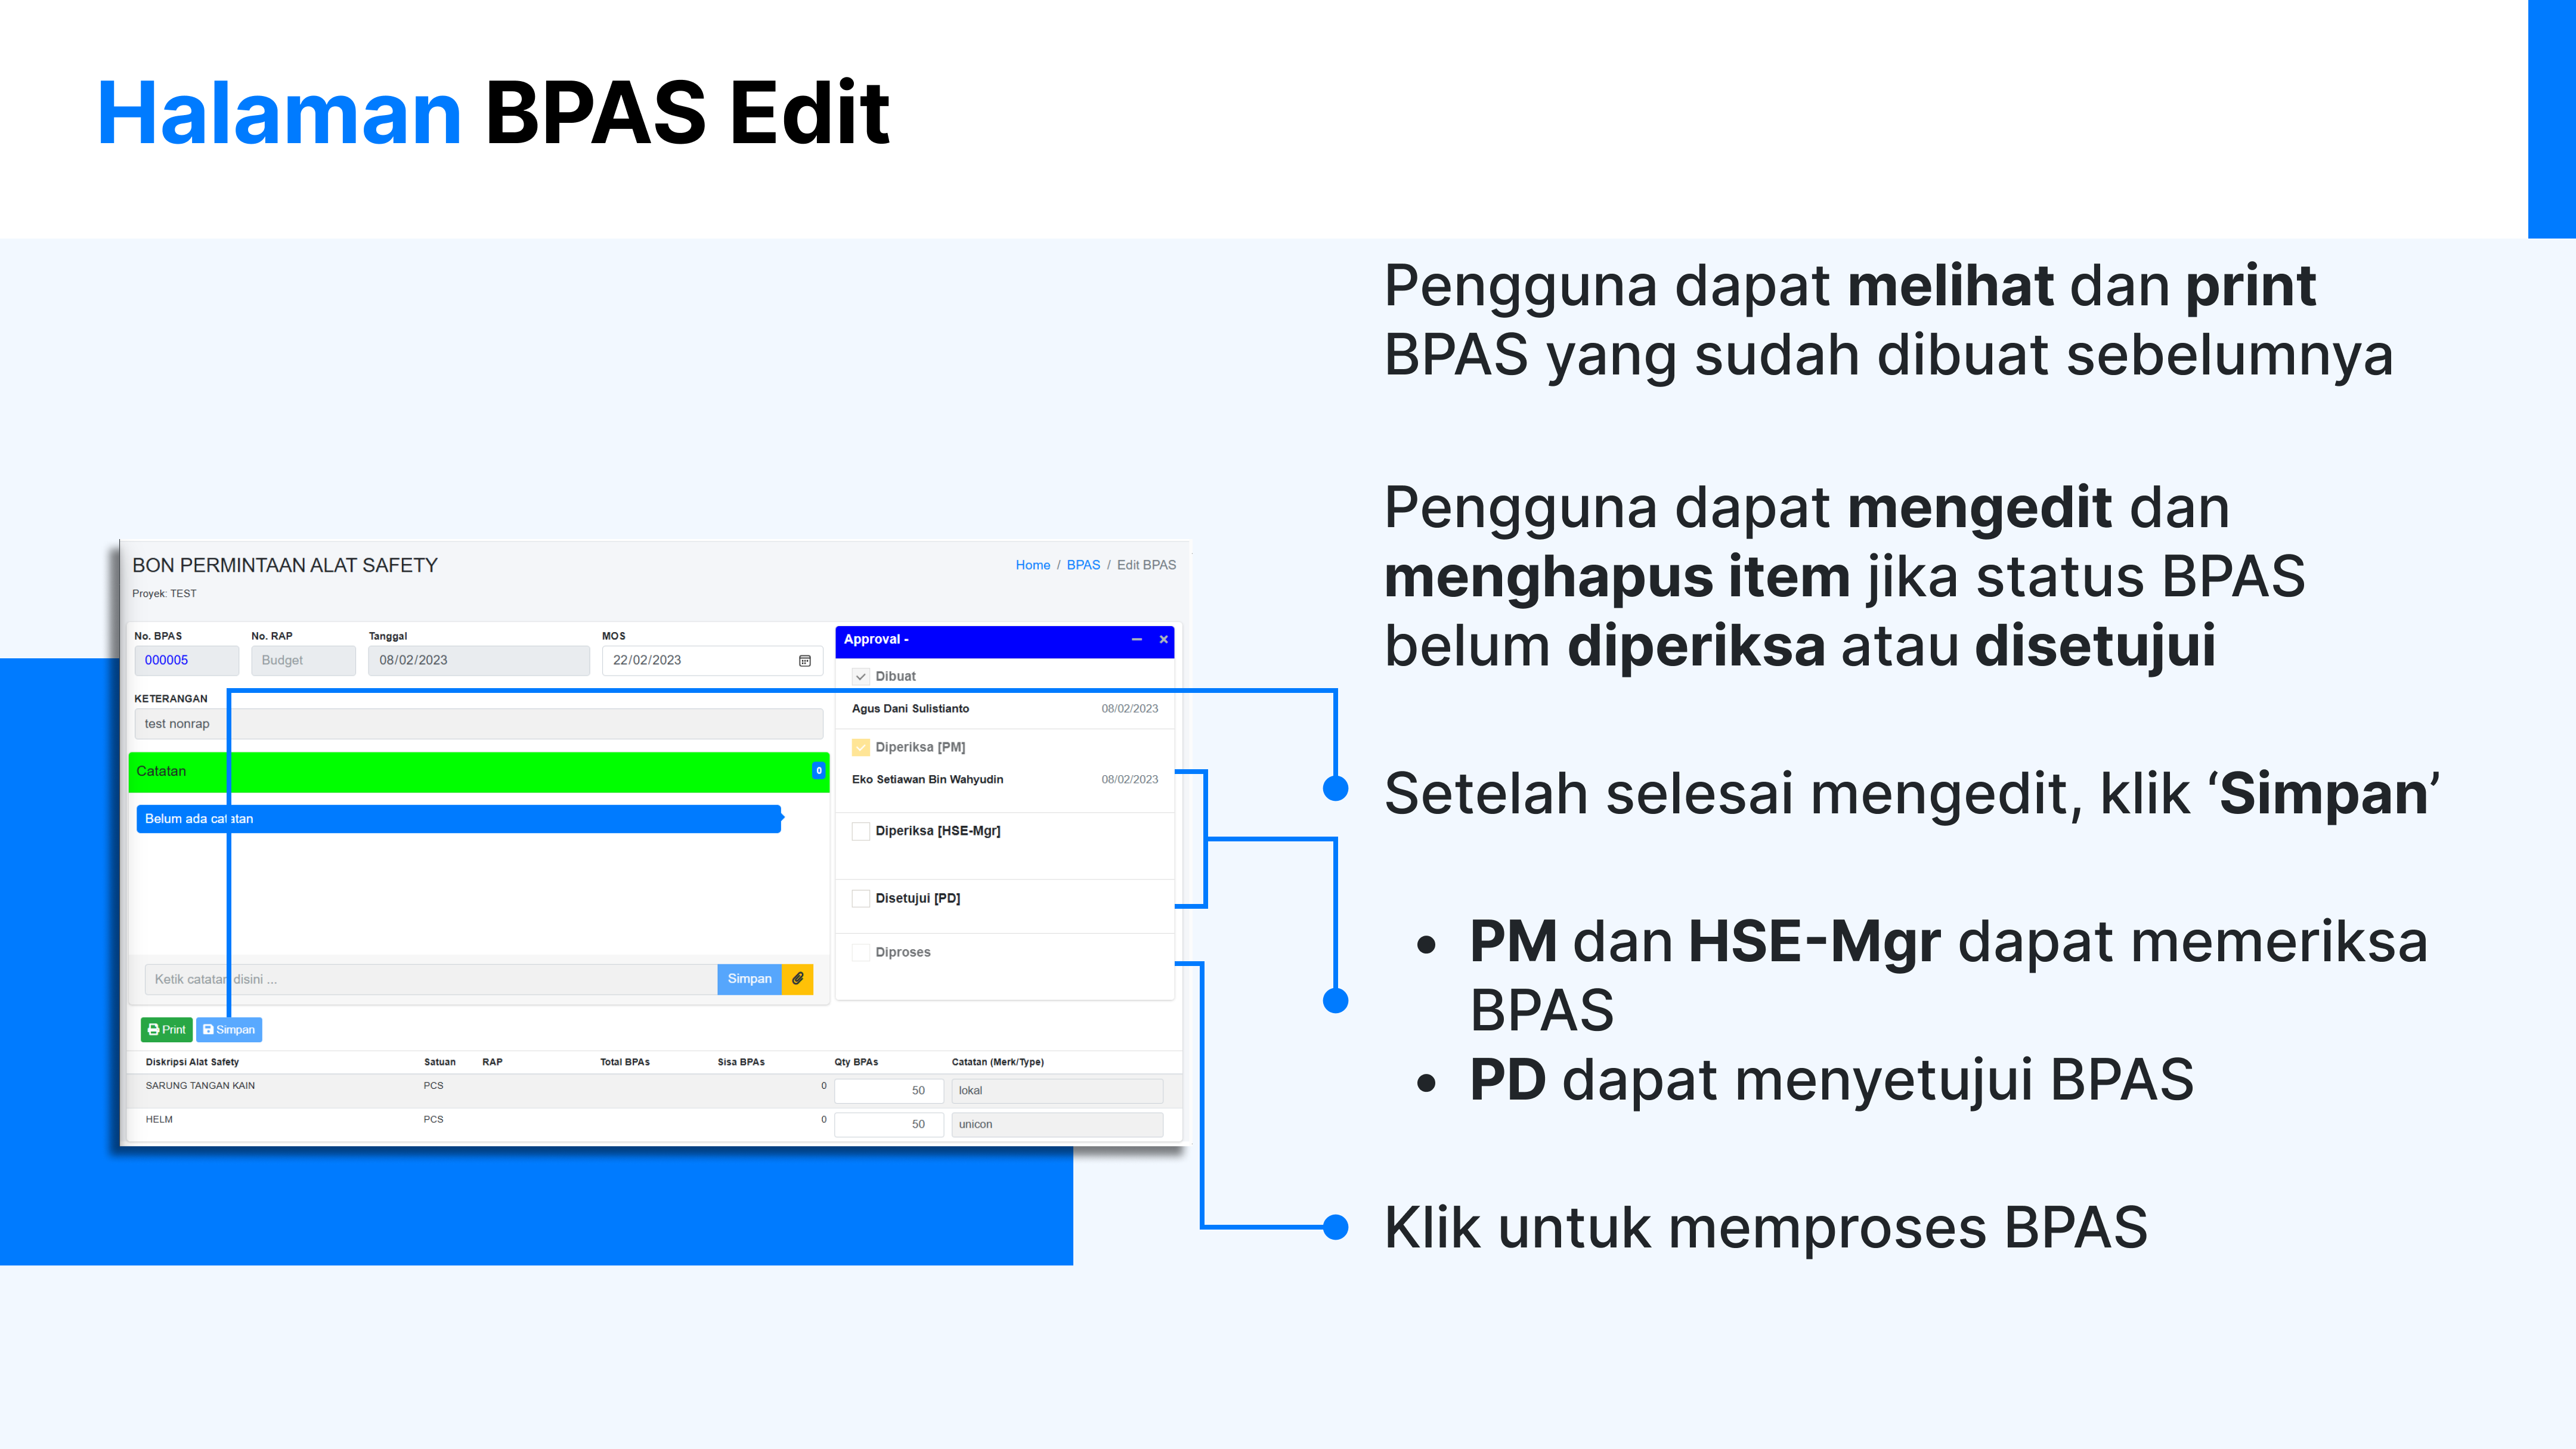 Halaman BPAS Edit
Pengguna dapat melihat dan print
BPAS yang sudah dibuat sebelumnya
Pengguna dapat mengedit dan
menghapus item jika status BPAS
belum diperiksa atau disetujui
Setelah selesai mengedit, klik ‘Simpan’
• PM dan HSE-Mgr dapat memeriksa
BPAS
• PD dapat menyetujui BPAS
Klik untuk memproses BPAS
BON PERMINTAAN ALAT SAFETY
Home / BPAS / Edit BPAS
Proyek: TEST
No. BPAS No. RAP Tanggal MOS
000005 Budget 08/02/2023 22/02/2023
KETERANGAN
test nonrap
Catatan 0
Belum ada catatan
Ketik catatan disini ... Simpan
Approval -
Dibuat
Agus Dani Sulistianto 08/02/2023
Diperiksa [PM]
Eko Setiawan Bin Wahyudin 08/02/2023
Diperiksa [HSE-Mgr]
Disetujui [PD]
Diproses
Print Simpan
Diskripsi Alat Safety Satuan RAP Total BPAs Sisa BPAs Qty BPAs Catatan (Merk/Type)
SARUNG TANGAN KAIN PCS 0 50 lokal
HELM PCS 0 50 unicon